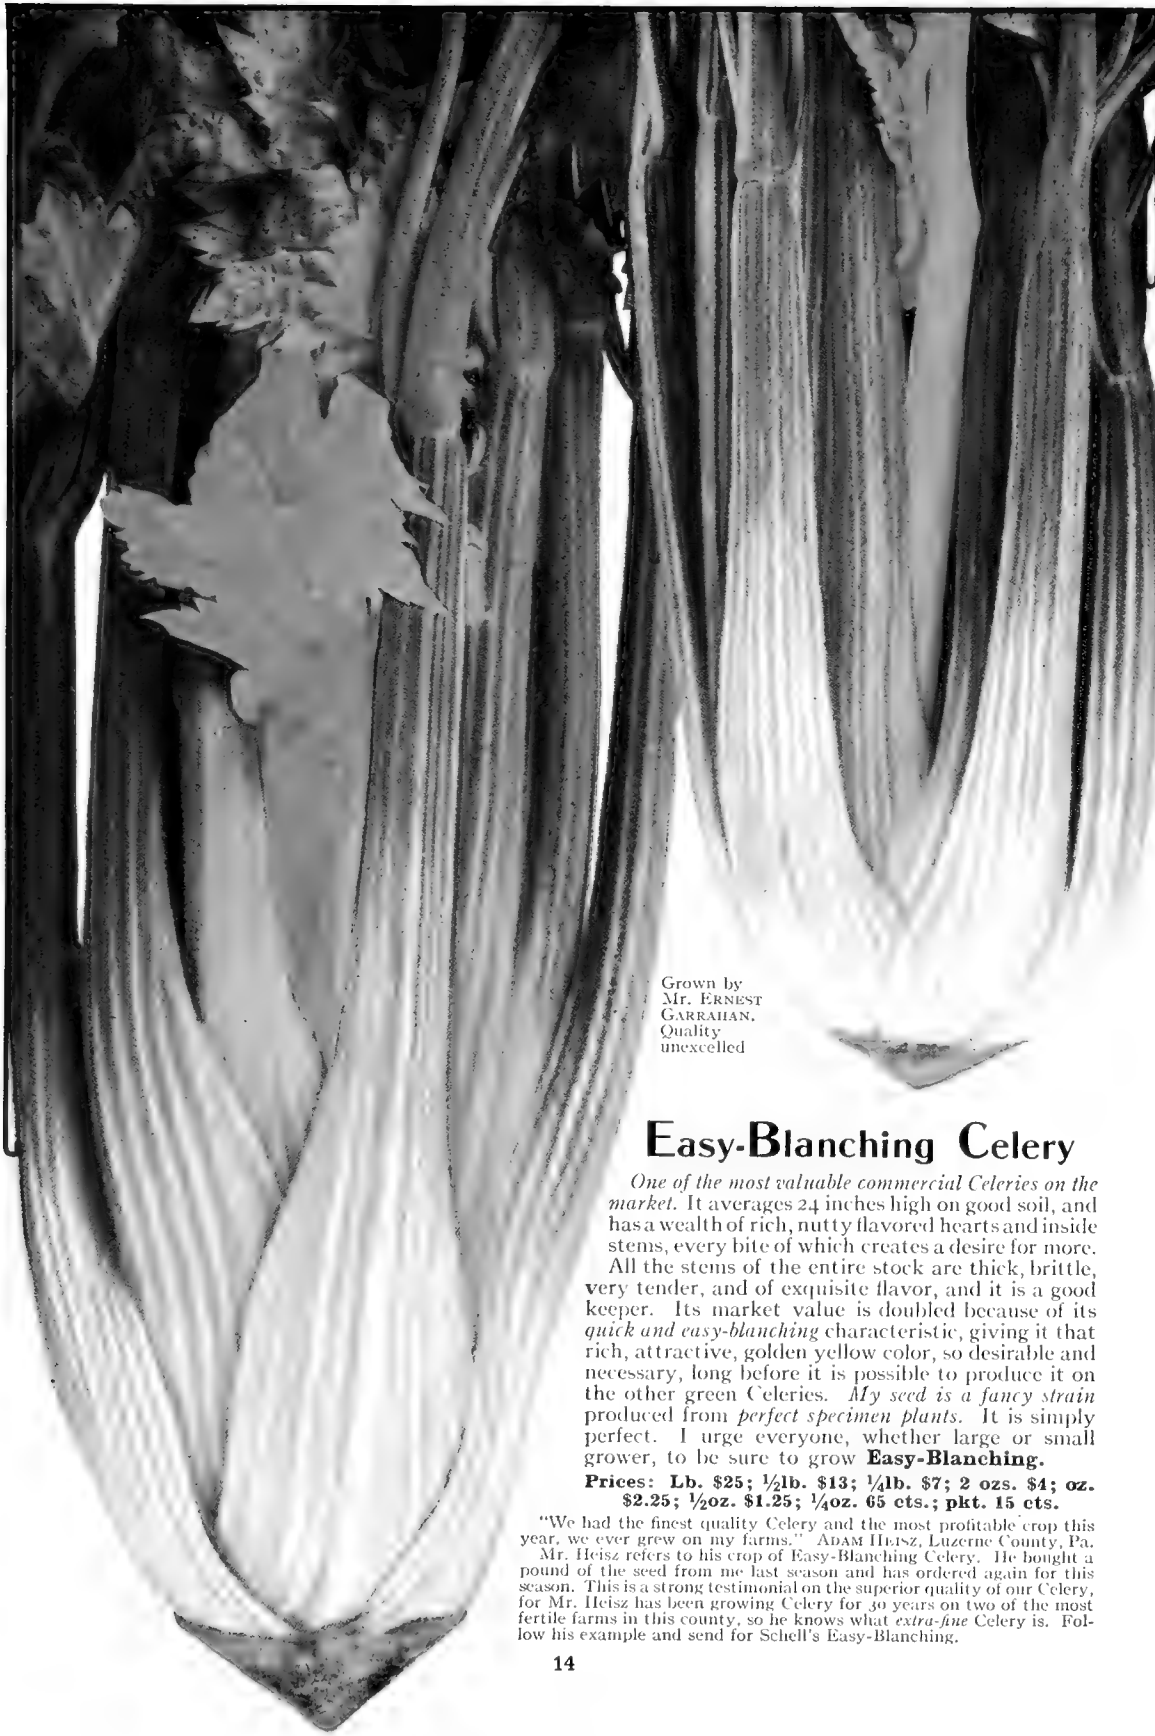 Grown by
Mr. ERNEST
GARRAHAN.
Quality
unexcelled
Easy-Blanching Celery
One of the most valuable commercial Celeries on the
market. It averages 24 inches high on good soil, and
has a wealth of rich, nutty flavored hearts and inside
stems, every bite of which creates a desire for more.
All the stems of the entire stock are thick, brittle,
very tender, and of exquisite flavor, and it is a good
keeper. Its market value is doubled because of its
quick and easy-blanching characteristic, giving it that
rich, attractive, golden yellow color, so desirable and
necessary, long before it is possible to produce it on
the other green Celeries. My seed is a fancy strain
produced from perfect specimen plants. It is simply
perfect. I urge everyone, whether large or small
grower, to be sure to grow Easy-Blanching.
Prices: Lb. $25; ½lb. $13; ¼lb. $7; 2 ozs. $4; oz.
$2.25; ½oz. $1.25; ¼oz. 65 cts.; pkt. 15 cts.
"We had the finest quality Celery and the most profitable crop this
year, we ever grew on my farms." ADAM HEISZ, Luzerne County, Pa.
Mr. Heisz refers to his crop of Easy-Blanching Celery. He bought a
pound of the seed from me last season and has ordered again for this
season. This is a strong testimonial on the superior quality of our Celery,
for Mr. Heisz has been growing Celery for 30 years on two of the most
fertile farms in this county, so he knows what extra-fine Celery is. Fol-
low his example and send for Schell's Easy-Blanching.
14